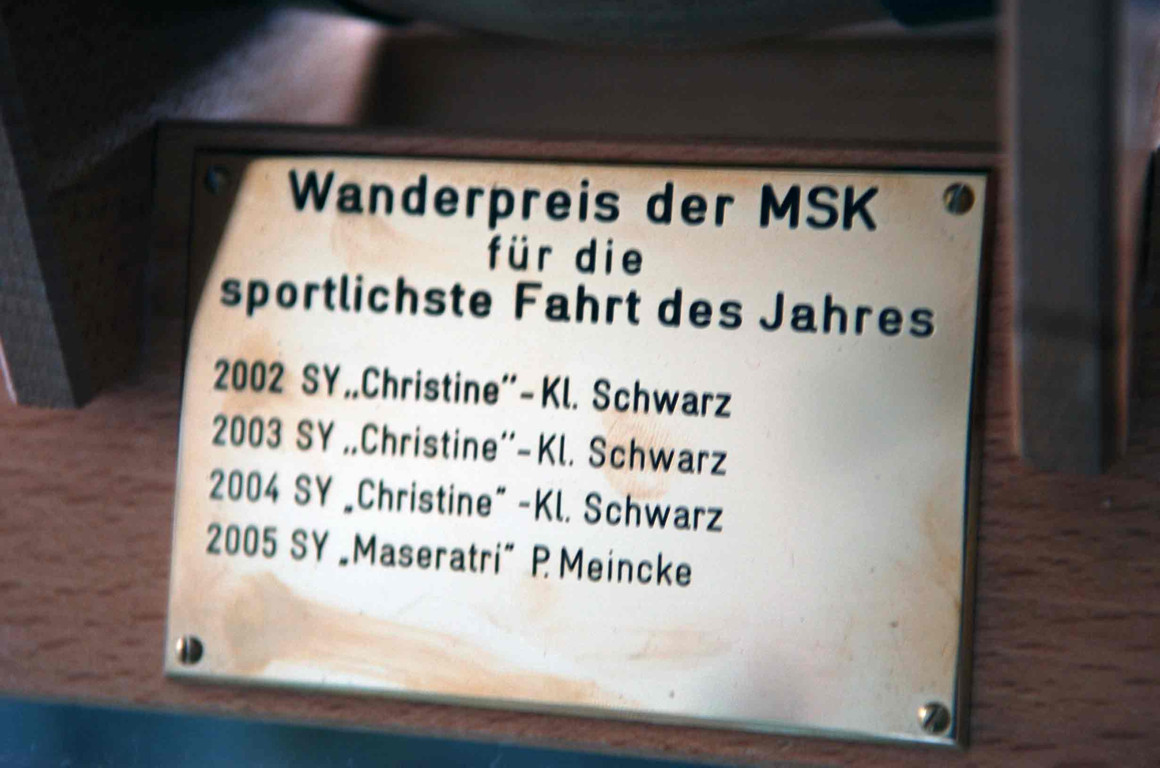 Wanderpreis der MSK
für die
sportlichste Fahrt des Jahres
2002 SY „Christine" - Kl. Schwarz
2003 SY „Christine" - Kl. Schwarz
2004 SY „Christine" - Kl. Schwarz
2005 SY „Maseratri" P. Meincke